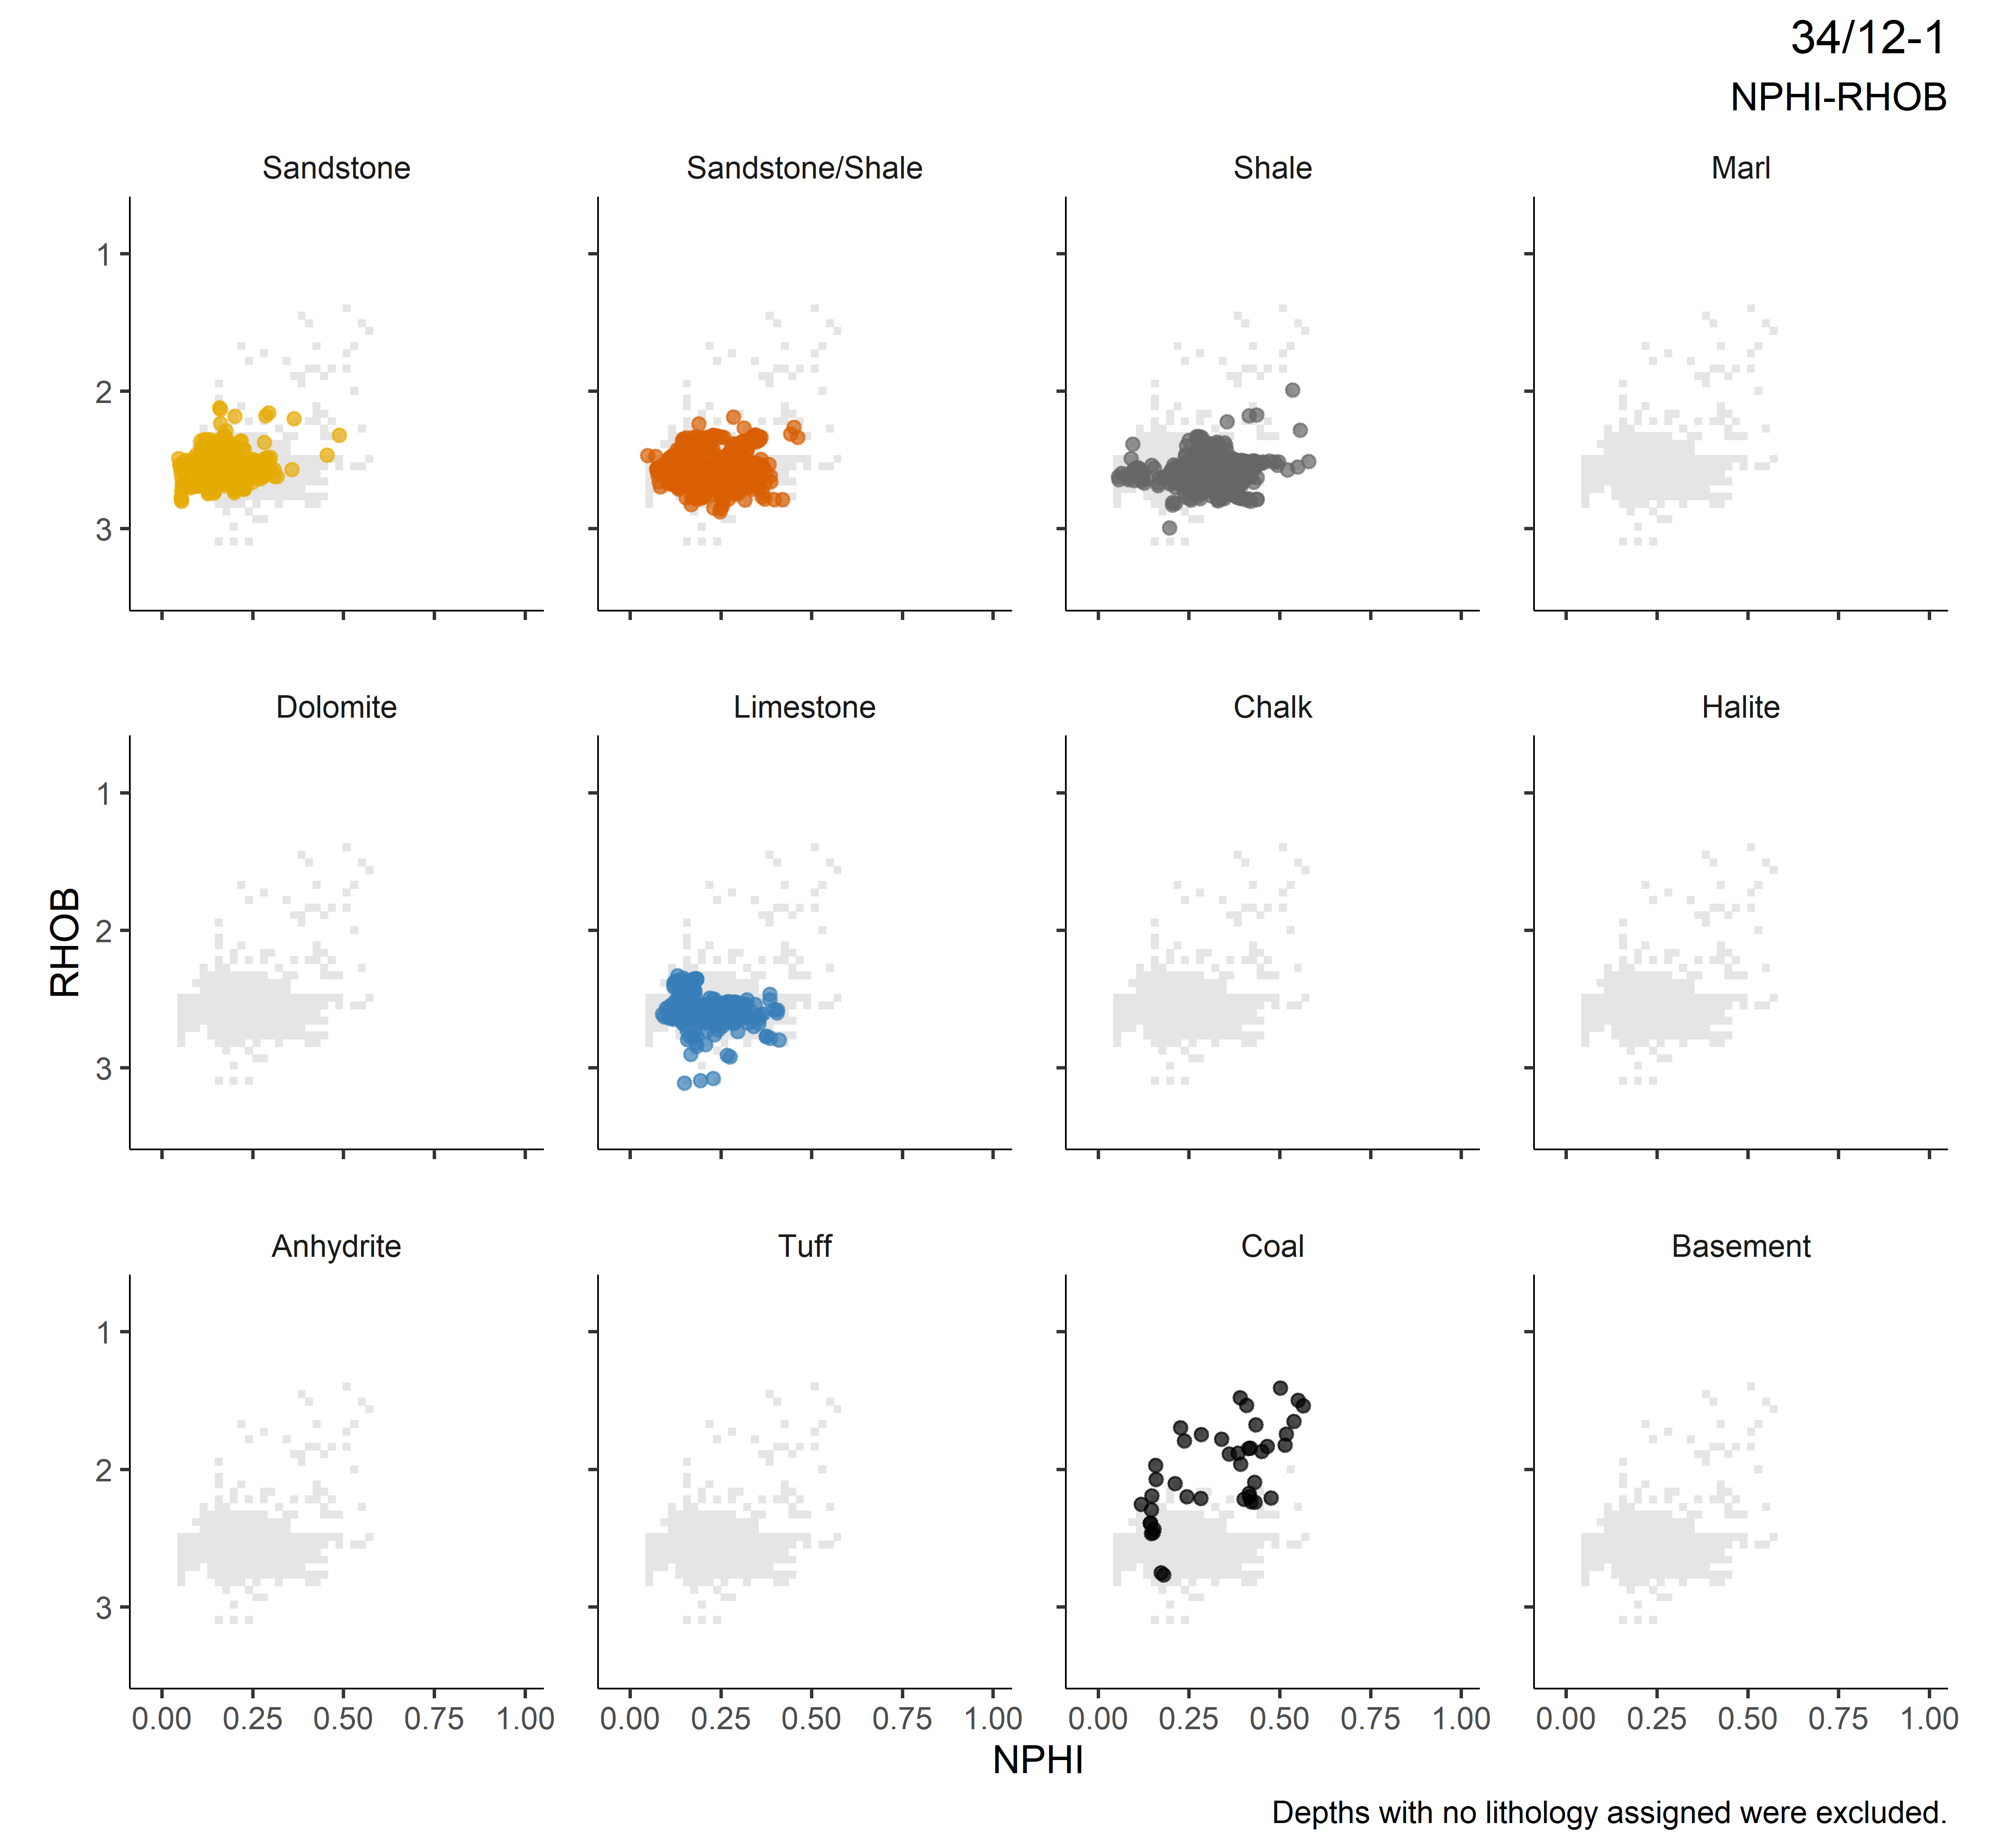 34/12-1
NPHI-RHOB
Sandstone
Sandstone/Shale
Shale
Marl
1
2
3
Dolomite
Limestone
Chalk
Halite
RHOB
1
2
3
Anhydrite
Tuff
Coal
Basement
1
2
3
0.00 0.25 0.50 0.75 1.00
0.00 0.25 0.50 0.75 1.00
0.00 0.25 0.50 0.75 1.00
0.00 0.25 0.50 0.75 1.00
NPHI
Depths with no lithology assigned were excluded.